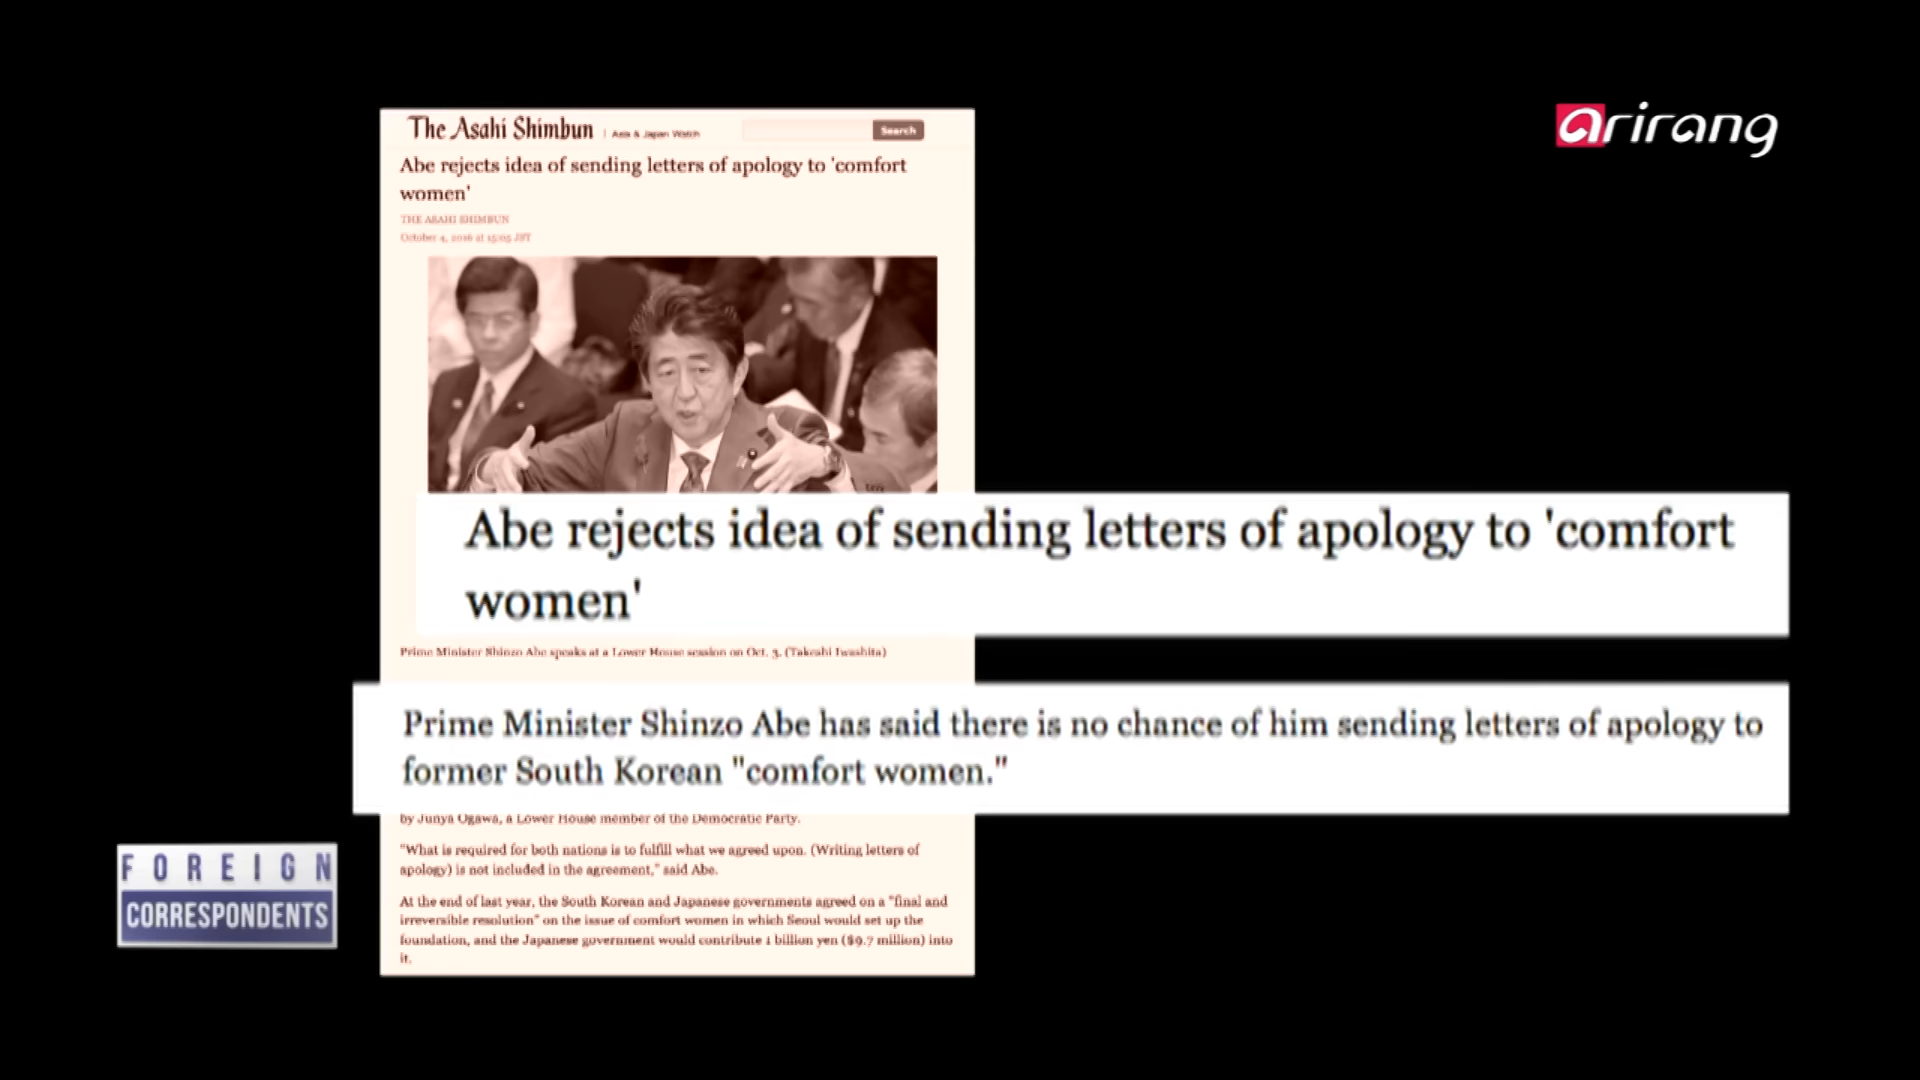 arirang
The Asahi Shimbun | Asia & Japan Watch
Search
Abe rejects idea of sending letters of apology to 'comfort
women'
THE ASAHI SHIMBUN
October 4, 2016 at 15:05 JST
Abe rejects idea of sending letters of apology to 'comfort
women'
Prime Minister Shinzo Abe speaks at a Lower House session on Oct. 3. (Takeshi Iwashita)
Prime Minister Shinzo Abe has said there is no chance of him sending letters of apology to
former South Korean "comfort women."
by Junya Ogawa, a Lower House member of the Democratic Party.
"What is required for both nations is to fulfill what we agreed upon. (Writing letters of
apology) is not included in the agreement," said Abe.
At the end of last year, the South Korean and Japanese governments agreed on a "final and
irreversible resolution" on the issue of comfort women in which Seoul would set up the
foundation, and the Japanese government would contribute 1 billion yen ($9.7 million) into
it.
FOREIGN
CORRESPONDENTS